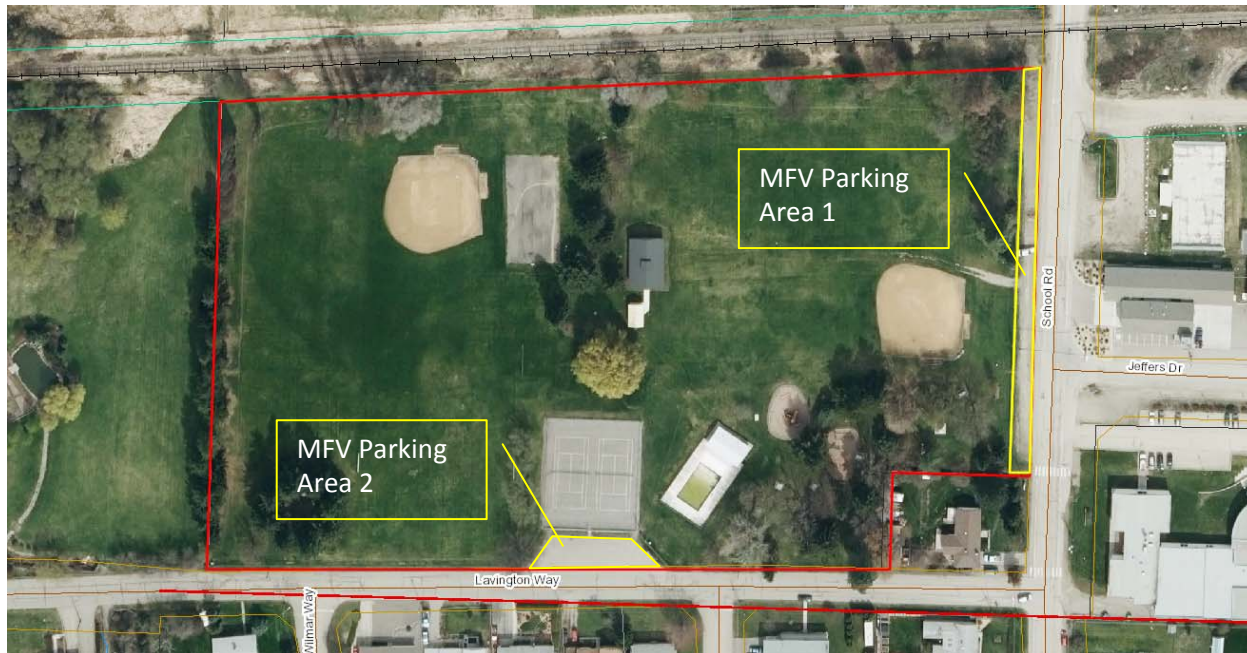 MFV Parking
Area 1
School Rd
Jeffers Dr
MFV Parking
Area 2
Lavington Way
Wilmar Way